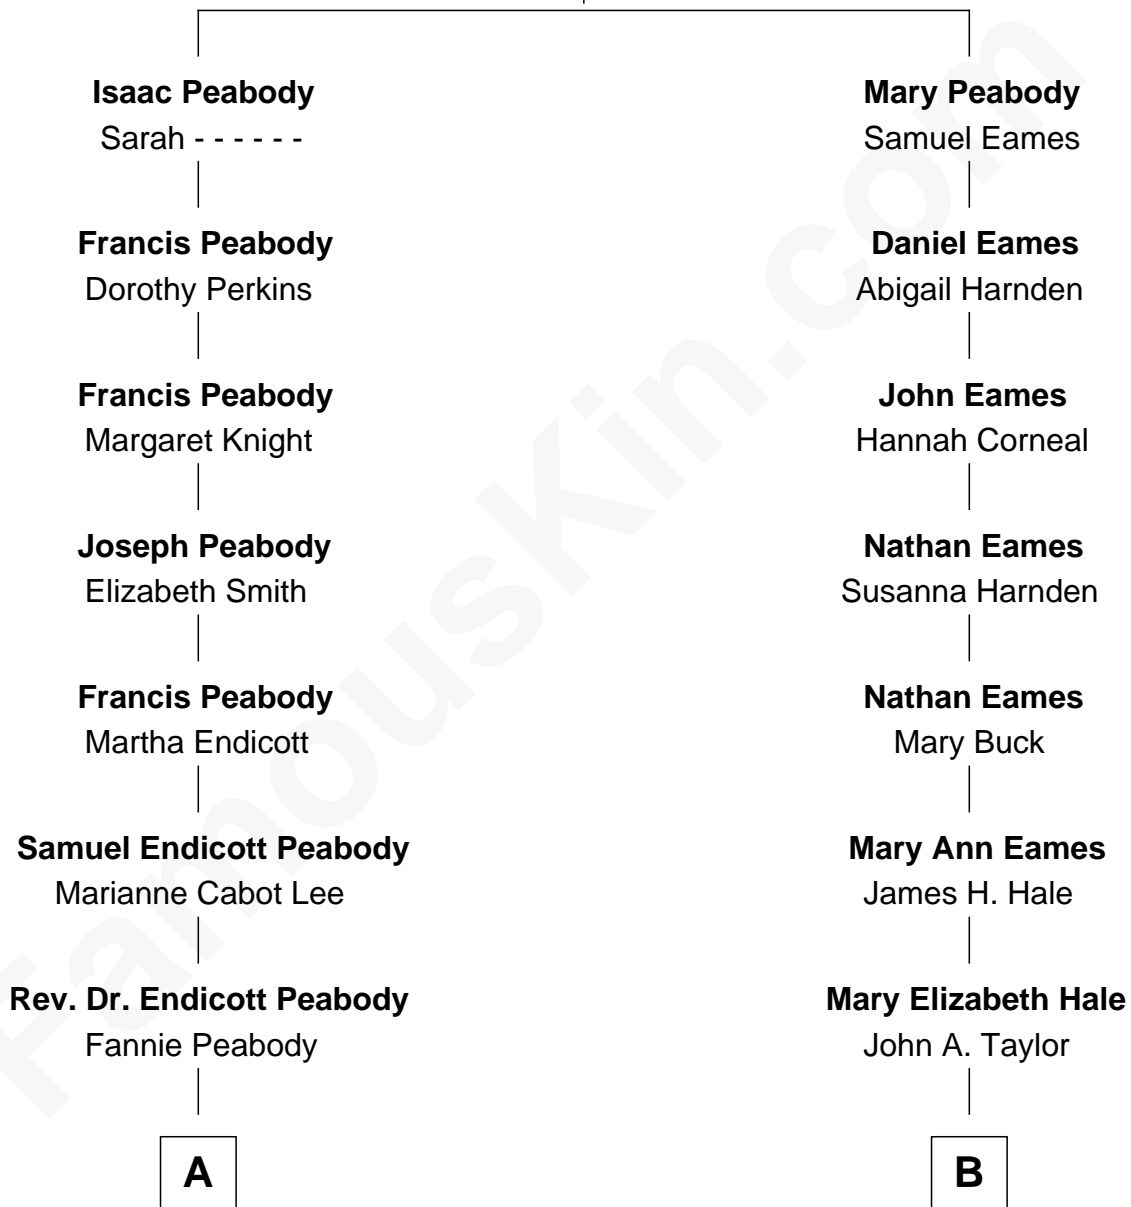 Isaac Peabody
Sarah - - - - - -
Francis Peabody
Dorothy Perkins
Francis Peabody
Margaret Knight
Joseph Peabody
Elizabeth Smith
Francis Peabody
Martha Endicott
Samuel Endicott Peabody
Marianne Cabot Lee
Rev. Dr. Endicott Peabody
Fannie Peabody
A
Mary Peabody
Samuel Eames
Daniel Eames
Abigail Harnden
John Eames
Hannah Corneal
Nathan Eames
Susanna Harnden
Nathan Eames
Mary Buck
Mary Ann Eames
James H. Hale
Mary Elizabeth Hale
John A. Taylor
B
FamousKin.com